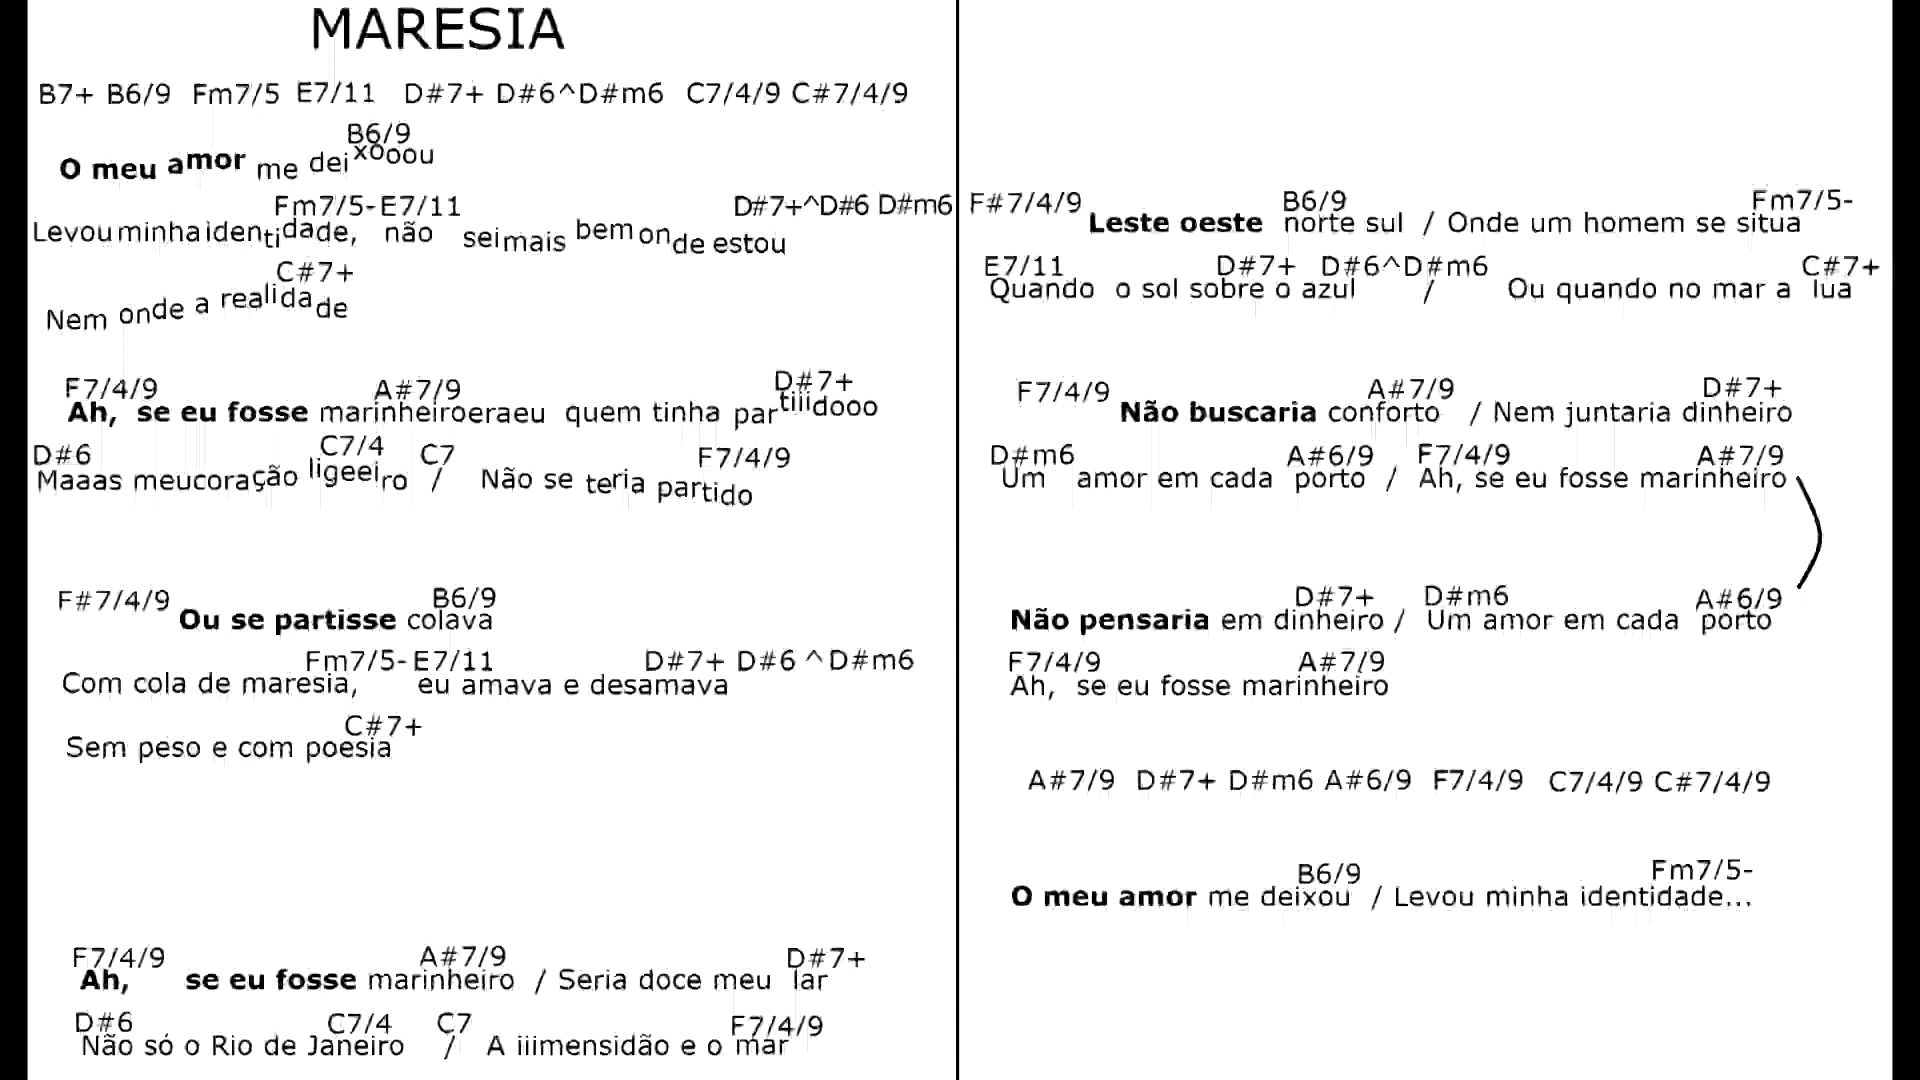 MARESIA
B7+ B6/9 Fm7/5 E7/11 D#7+ D#6^D#m6 C7/4/9 C#7/4/9
B6/9
O meu amor me deixooou
Fm7/5- E7/11 D#7+^D#6 D#m6
Levou minha identidade, não sei mais bem onde estou
C#7+
Nem onde a realidade
F7/4/9 A#7/9 D#7+
Ah, se eu fosse marinheiroeraeu quem tinha partiiidooo
D#6 C7/4 C7 F7/4/9
Maaas meucoração ligeeiro / Não se teria partido
F#7/4/9 B6/9
Ou se partisse colava
Fm7/5- E7/11 D#7+ D#6 ^D#m6
Com cola de maresia, eu amava e desamava
C#7+
Sem peso e com poesia
F7/4/9 A#7/9 D#7+
Ah, se eu fosse marinheiro / Seria doce meu lar
D#6 C7/4 C7 F7/4/9
Não só o Rio de Janeiro / A iiimensidão e o mar
F#7/4/9 B6/9 Fm7/5-
Leste oeste norte sul / Onde um homem se situa
E7/11 D#7+ D#6^D#m6 C#7+
Quando o sol sobre o azul / Ou quando no mar a lua
F7/4/9 A#7/9 D#7+
Não buscaria conforto / Nem juntaria dinheiro
D#m6 A#6/9 F7/4/9 A#7/9
Um amor em cada porto / Ah, se eu fosse marinheiro
D#7+ D#m6 A#6/9
Não pensaria em dinheiro / Um amor em cada porto
F7/4/9 A#7/9
Ah, se eu fosse marinheiro
A#7/9 D#7+ D#m6 A#6/9 F7/4/9 C7/4/9 C#7/4/9
B6/9 Fm7/5-
O meu amor me deixou / Levou minha identidade...